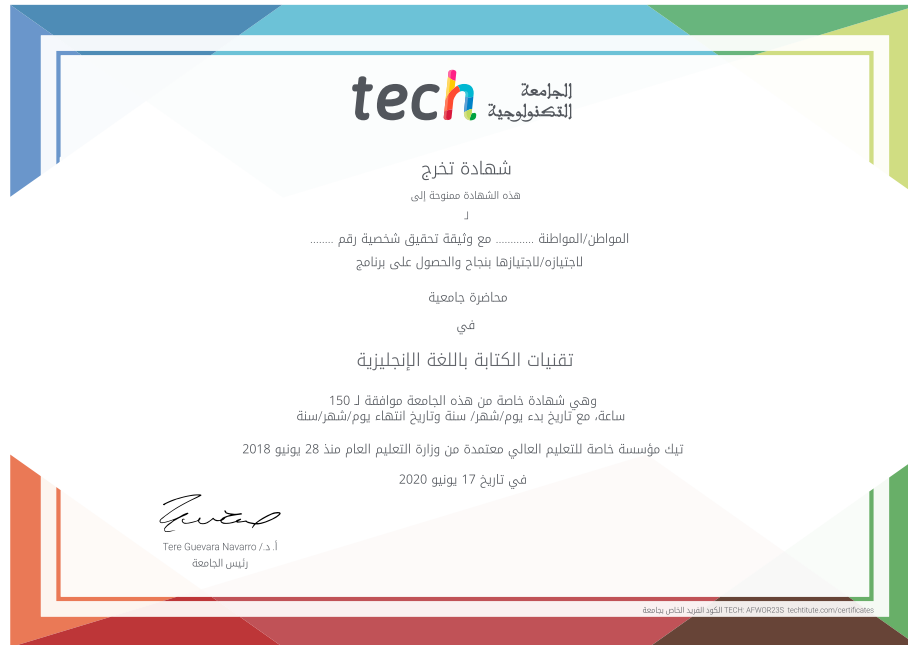 tech الجامعة
التكنولوجية
شهادة تخرج
هذه الشهادة ممنوحة إلى
لـ
المواطن/المواطنة ............ مع وثيقة تحقيق شخصية رقم ........
لاجتيازه/لاجتيازها بنجاح والحصول على برنامج
محاضرة جامعية
في
تقنيات الكتابة باللغة الإنجليزية
وهي شهادة خاصة من هذه الجامعة موافقة لـ 150
ساعة، مع تاريخ بدء يوم/شهر/ سنة وتاريخ انتهاء يوم/شهر/سنة
تيك مؤسسة خاصة للتعليم العالي معتمدة من وزارة التعليم العام منذ 28 يونيو 2018
في تاريخ 17 يونيو 2020
أ. د./ Tere Guevara Navarro
رئيس الجامعة
الكود الفريد الخاص بجامعة TECH: AFWOR23S techtitute.com/certificates